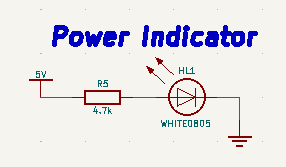 Power Indicator
5V
R5
HL1
4.7k
WHITE0805